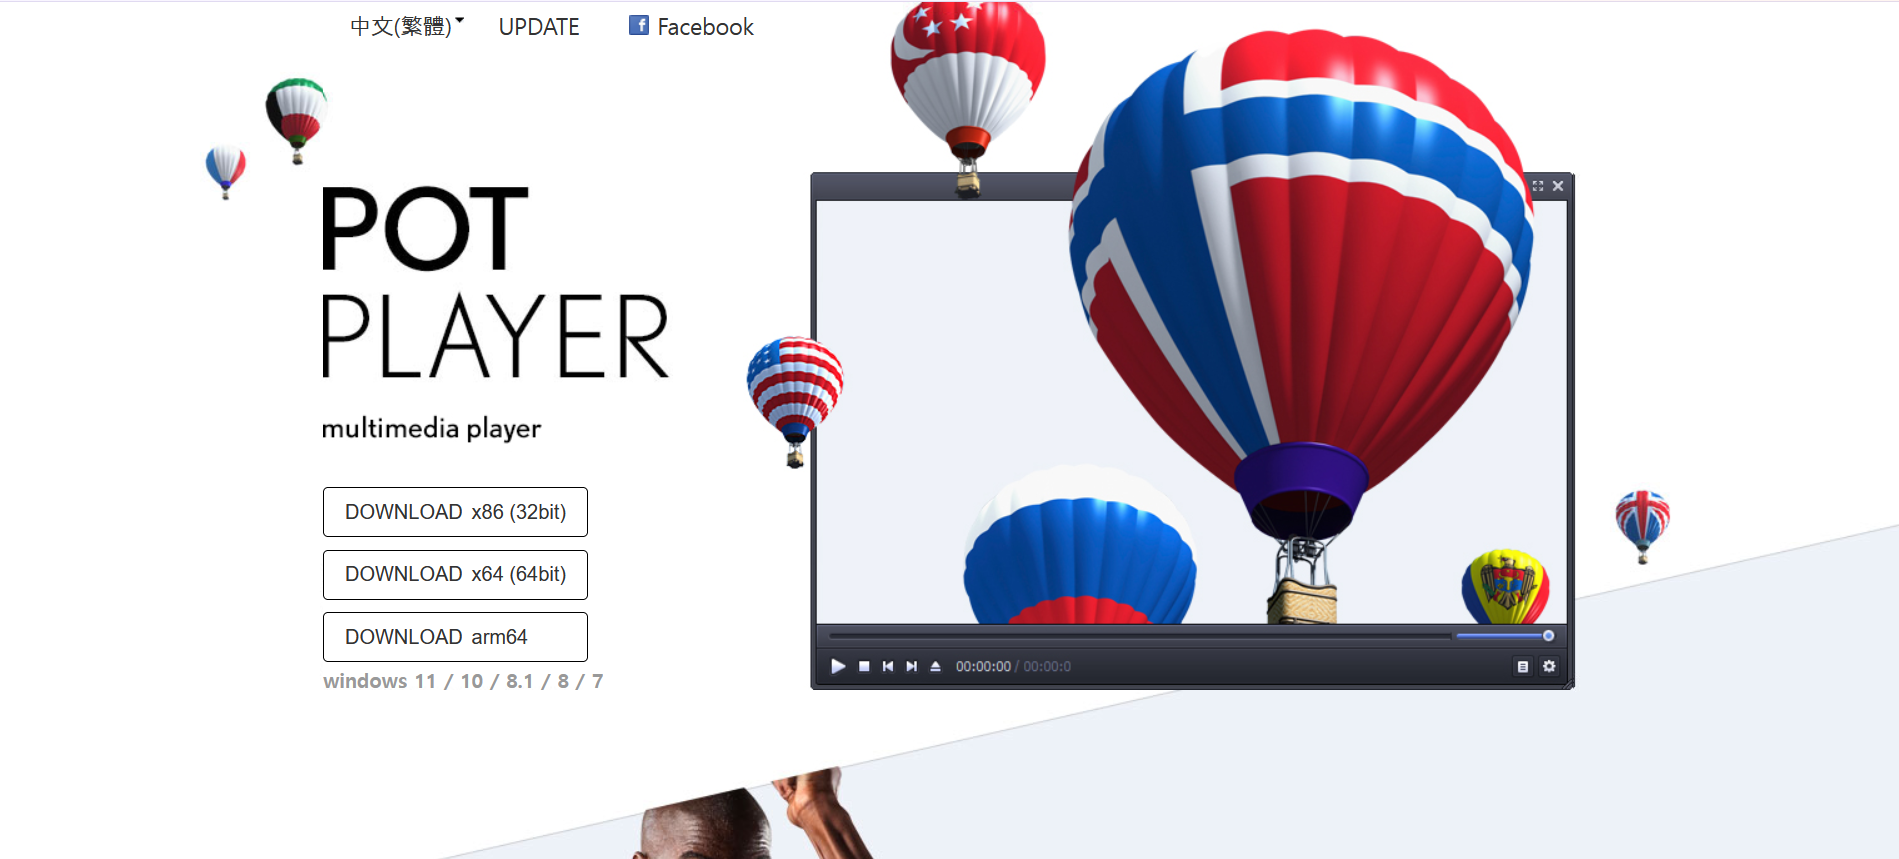 中文(繁體) UPDATE Facebook
POT
PLAYER
multimedia player
DOWNLOAD x86 (32bit)
DOWNLOAD x64 (64bit)
DOWNLOAD arm64
windows 11 / 10 / 8.1 / 8 / 7
00:00:00 / 00:00:0